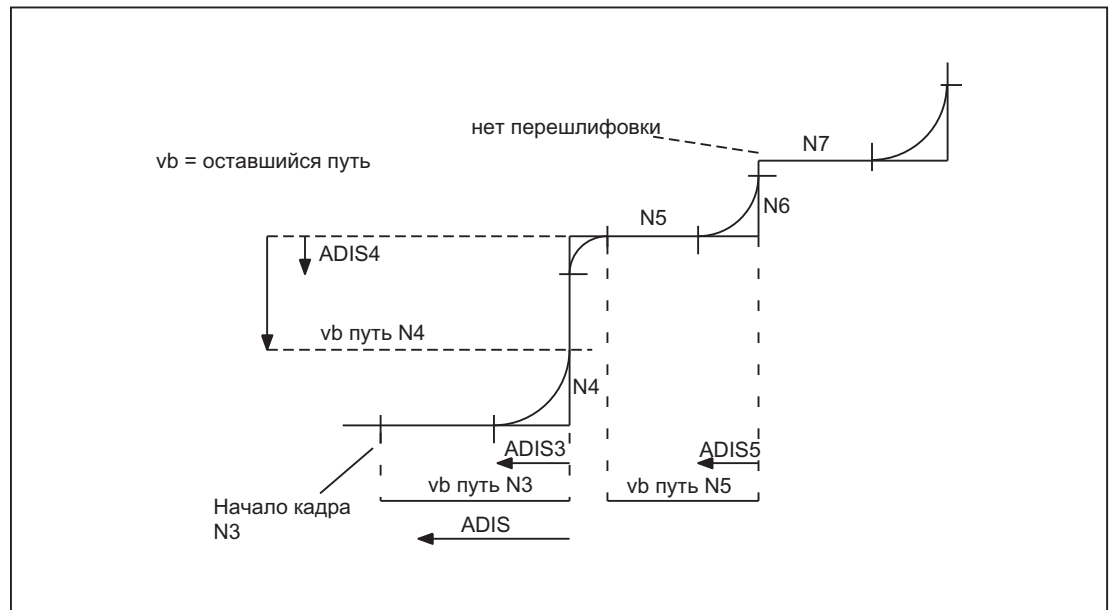 нет перешлифовки
N7
vb = оставшийся путь
N6
N5
ADIS4
vb путь N4
N4
ADIS3
ADIS5
vb путь N3
vb путь N5
Начало кадра
N3
ADIS